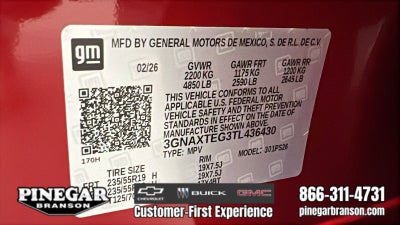 gm
MFD BY GENERAL MOTORS DE MEXICO, S. DE R.L. DE C.V.
02/26 GVWR GAWR FRT GAWR RR
2200 KG 1175 KG 1200 KG
4850 LB 2590 LB 2645 LB
THIS VEHICLE CONFORMS TO ALL APPLICABLE
U.S. FEDERAL MOTOR
VEHICLE SAFETY AND THEFT PREVENTION
STANDARDS IN EFFECT ON THE DATE OF
MANUFACTURE SHOWN ABOVE.
3GNAXTEG3TL436430
TYPE: MPV
301PS26
170H
TIRE SIZE RIM
235/55R19 H 19X7.5J
235/55R19 19X7.5J
PINEGAR
BRANSON
CHEVROLET BUICK GMC
Customer-First Experience
866-311-4731
pinegarbranson.com